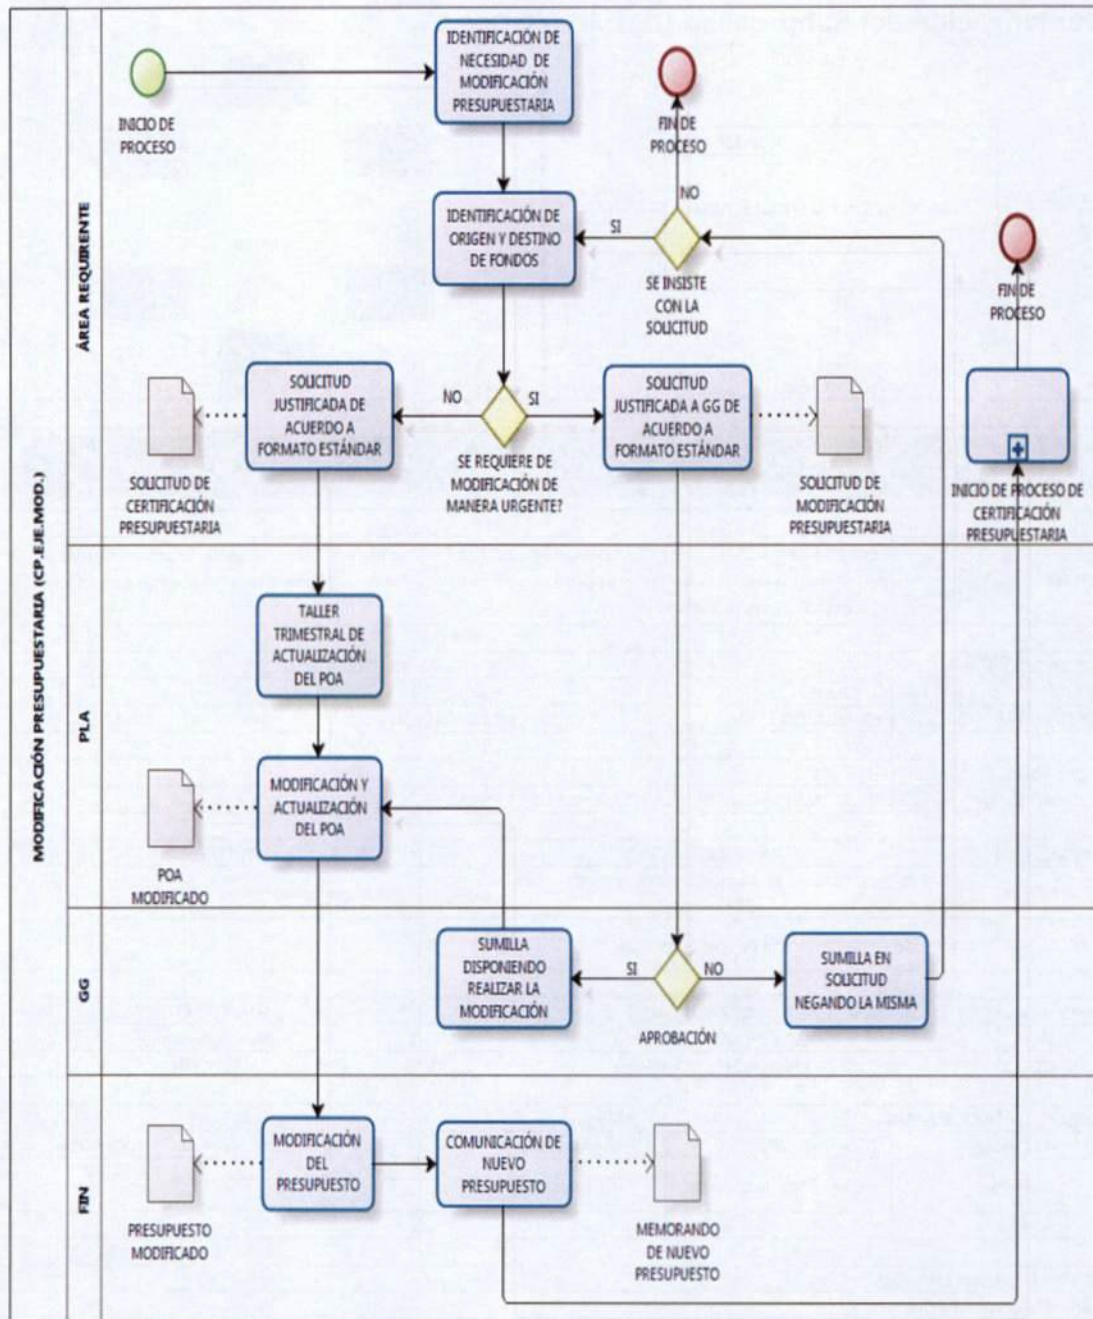 MODIFICACIÓN PRESUPUESTARIA (CP.EJE.MOD.)
ÁREA REQUIRENTE
INICIO DE
PROCESO
IDENTIFICACIÓN DE
NECESIDAD DE
MODIFICACIÓN
PRESUPUESTARIA
FIN DE
PROCESO
NO
IDENTIFICACIÓN DE
ORIGEN Y DESTINO
DE FONDOS
SI
SE INSISTE
CON LA
SOLICITUD
FIN DE
PROCESO
SOLICITUD
JUSTIFICADA DE
ACUERDO A
FORMATO ESTÁNDAR
NO
SI
SOLICITUD
JUSTIFICADA A GG DE
ACUERDO A
FORMATO ESTÁNDAR
SOLICITUD DE
CERTIFICACIÓN
PRESUPUESTARIA
SE REQUIERE DE
MODIFICACIÓN DE
MANERA URGENTE?
SOLICITUD DE
MODIFICACIÓN
PRESUPUESTARIA
INICIO DE PROCESO DE
CERTIFICACIÓN
PRESUPUESTARIA
PLA
TALLER
TRIMESTRAL DE
ACTUALIZACIÓN
DEL POA
MODIFICACIÓN Y
ACTUALIZACIÓN
DEL POA
POA
MODIFICADO
GG
SUMILLA
DISPONIENDO
REALIZAR LA
MODIFICACIÓN
SI
NO
APROBACIÓN
SUMILLA EN
SOLICITUD
NEGANDO LA MISMA
FIN
MODIFICACIÓN
DEL
PRESUPUESTO
COMUNICACIÓN DE
NUEVO
PRESUPUESTO
PRESUPUESTO
MODIFICADO
MEMORANDO
DE NUEVO
PRESUPUESTO